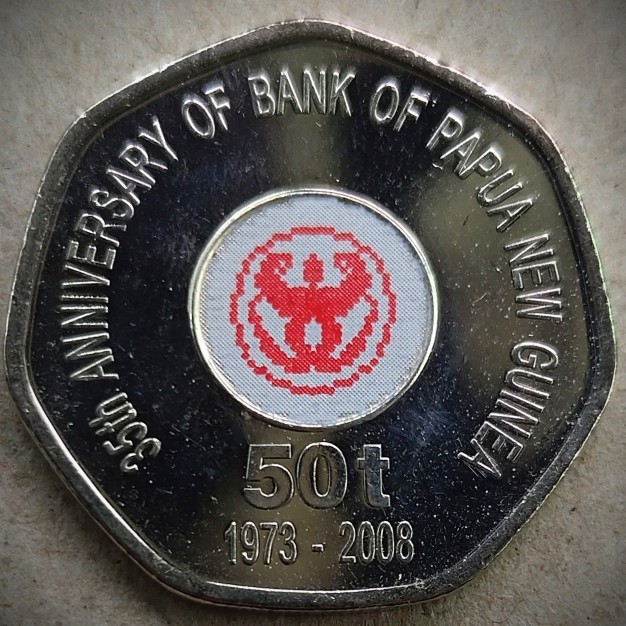 35th ANNIVERSARY OF BANK OF PAPUA NEW GUINEA
50t
1973 - 2008